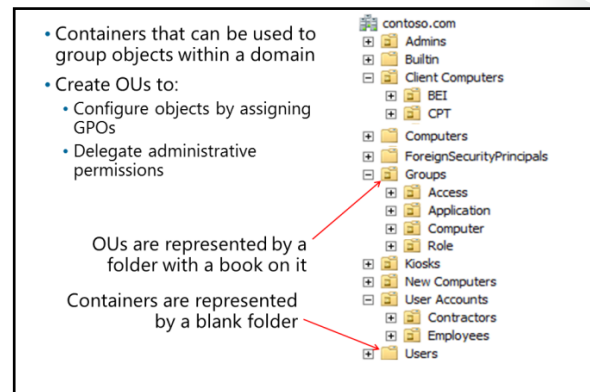 • Containers that can be used to
group objects within a domain
• Create OUs to:
• Configure objects by assigning
GPOs
• Delegate administrative
permissions
OUs are represented by a
folder with a book on it
Containers are represented
by a blank folder
contoso.com
Admins
Builtin
Client Computers
BEI
CPT
Computers
ForeignSecurityPrincipals
Groups
Access
Application
Computer
Role
Kiosks
New Computers
User Accounts
Contractors
Employees
Users